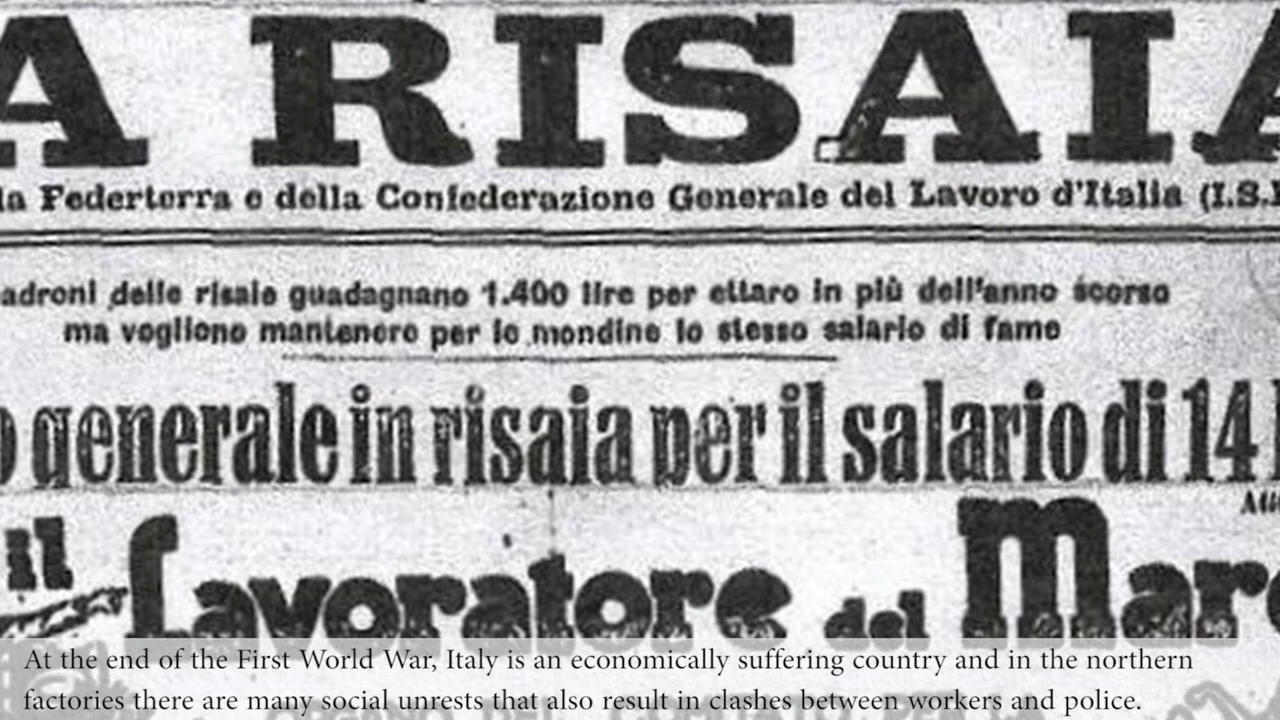 A RISAIA
la Federterra e della Confederazione Generale del Lavoro d'Italia (I.S.
adroni delle risaie guadagnano 1.400 lire per ettaro in più dell'anno scorso
ma vogliono mantenere per le mondine lo stesso salario di fame
o generale in risaia per il salario di 14
il Lavoratore del Mare
At the end of the First World War, Italy is an economically suffering country and in the northern
factories there are many social unrests that also result in clashes between workers and police.